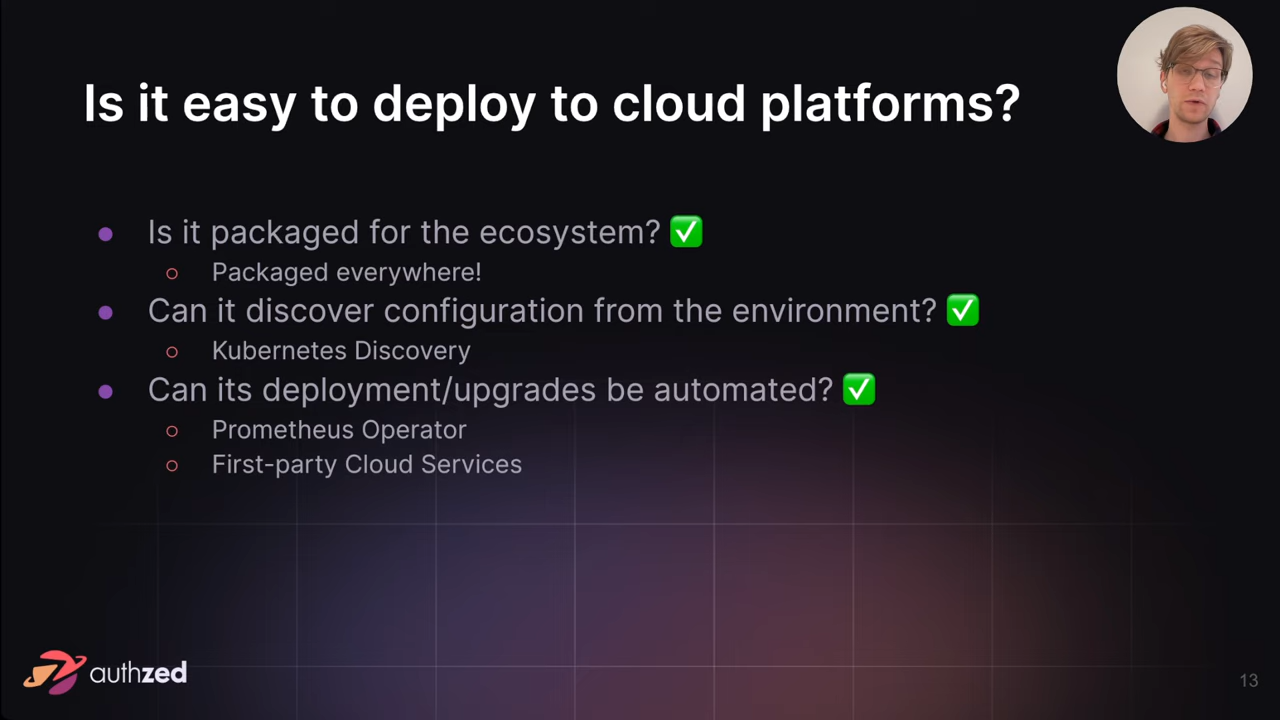 Is it easy to deploy to cloud platforms?
● Is it packaged for the ecosystem? ✅
○ Packaged everywhere!
● Can it discover configuration from the environment? ✅
○ Kubernetes Discovery
● Can its deployment/upgrades be automated? ✅
○ Prometheus Operator
○ First-party Cloud Services
authzed
13